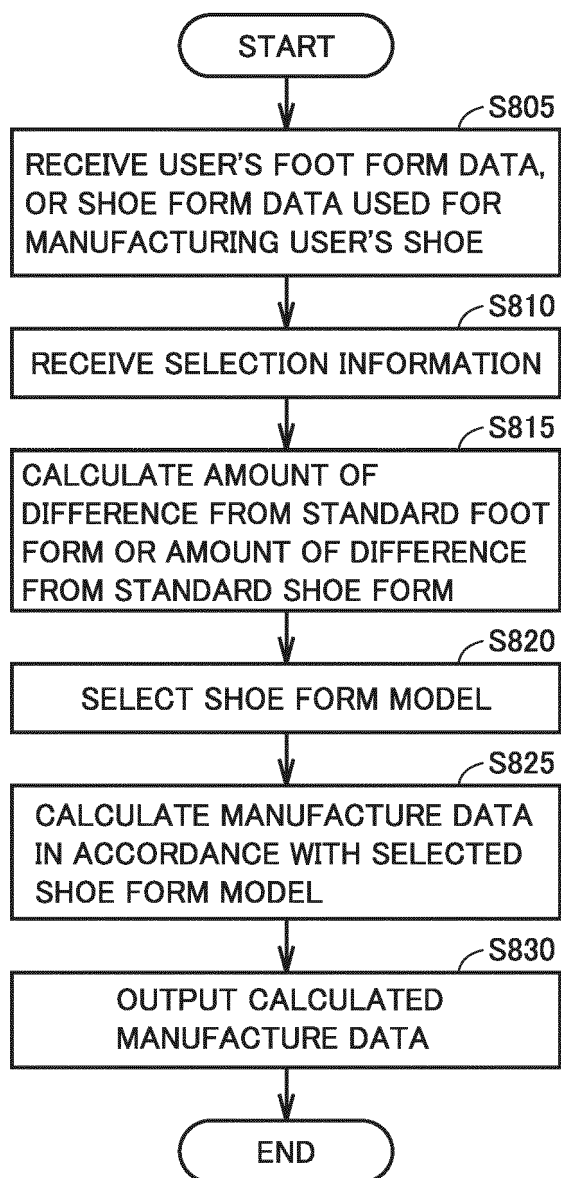 START
S805
RECEIVE USER'S FOOT FORM DATA,
OR SHOE FORM DATA USED FOR
MANUFACTURING USER'S SHOE
S810
RECEIVE SELECTION INFORMATION
S815
CALCULATE AMOUNT OF
DIFFERENCE FROM STANDARD FOOT
FORM OR AMOUNT OF DIFFERENCE
FROM STANDARD SHOE FORM
S820
SELECT SHOE FORM MODEL
S825
CALCULATE MANUFACTURE DATA
IN ACCORDANCE WITH SELECTED
SHOE FORM MODEL
S830
OUTPUT CALCULATED
MANUFACTURE DATA
END